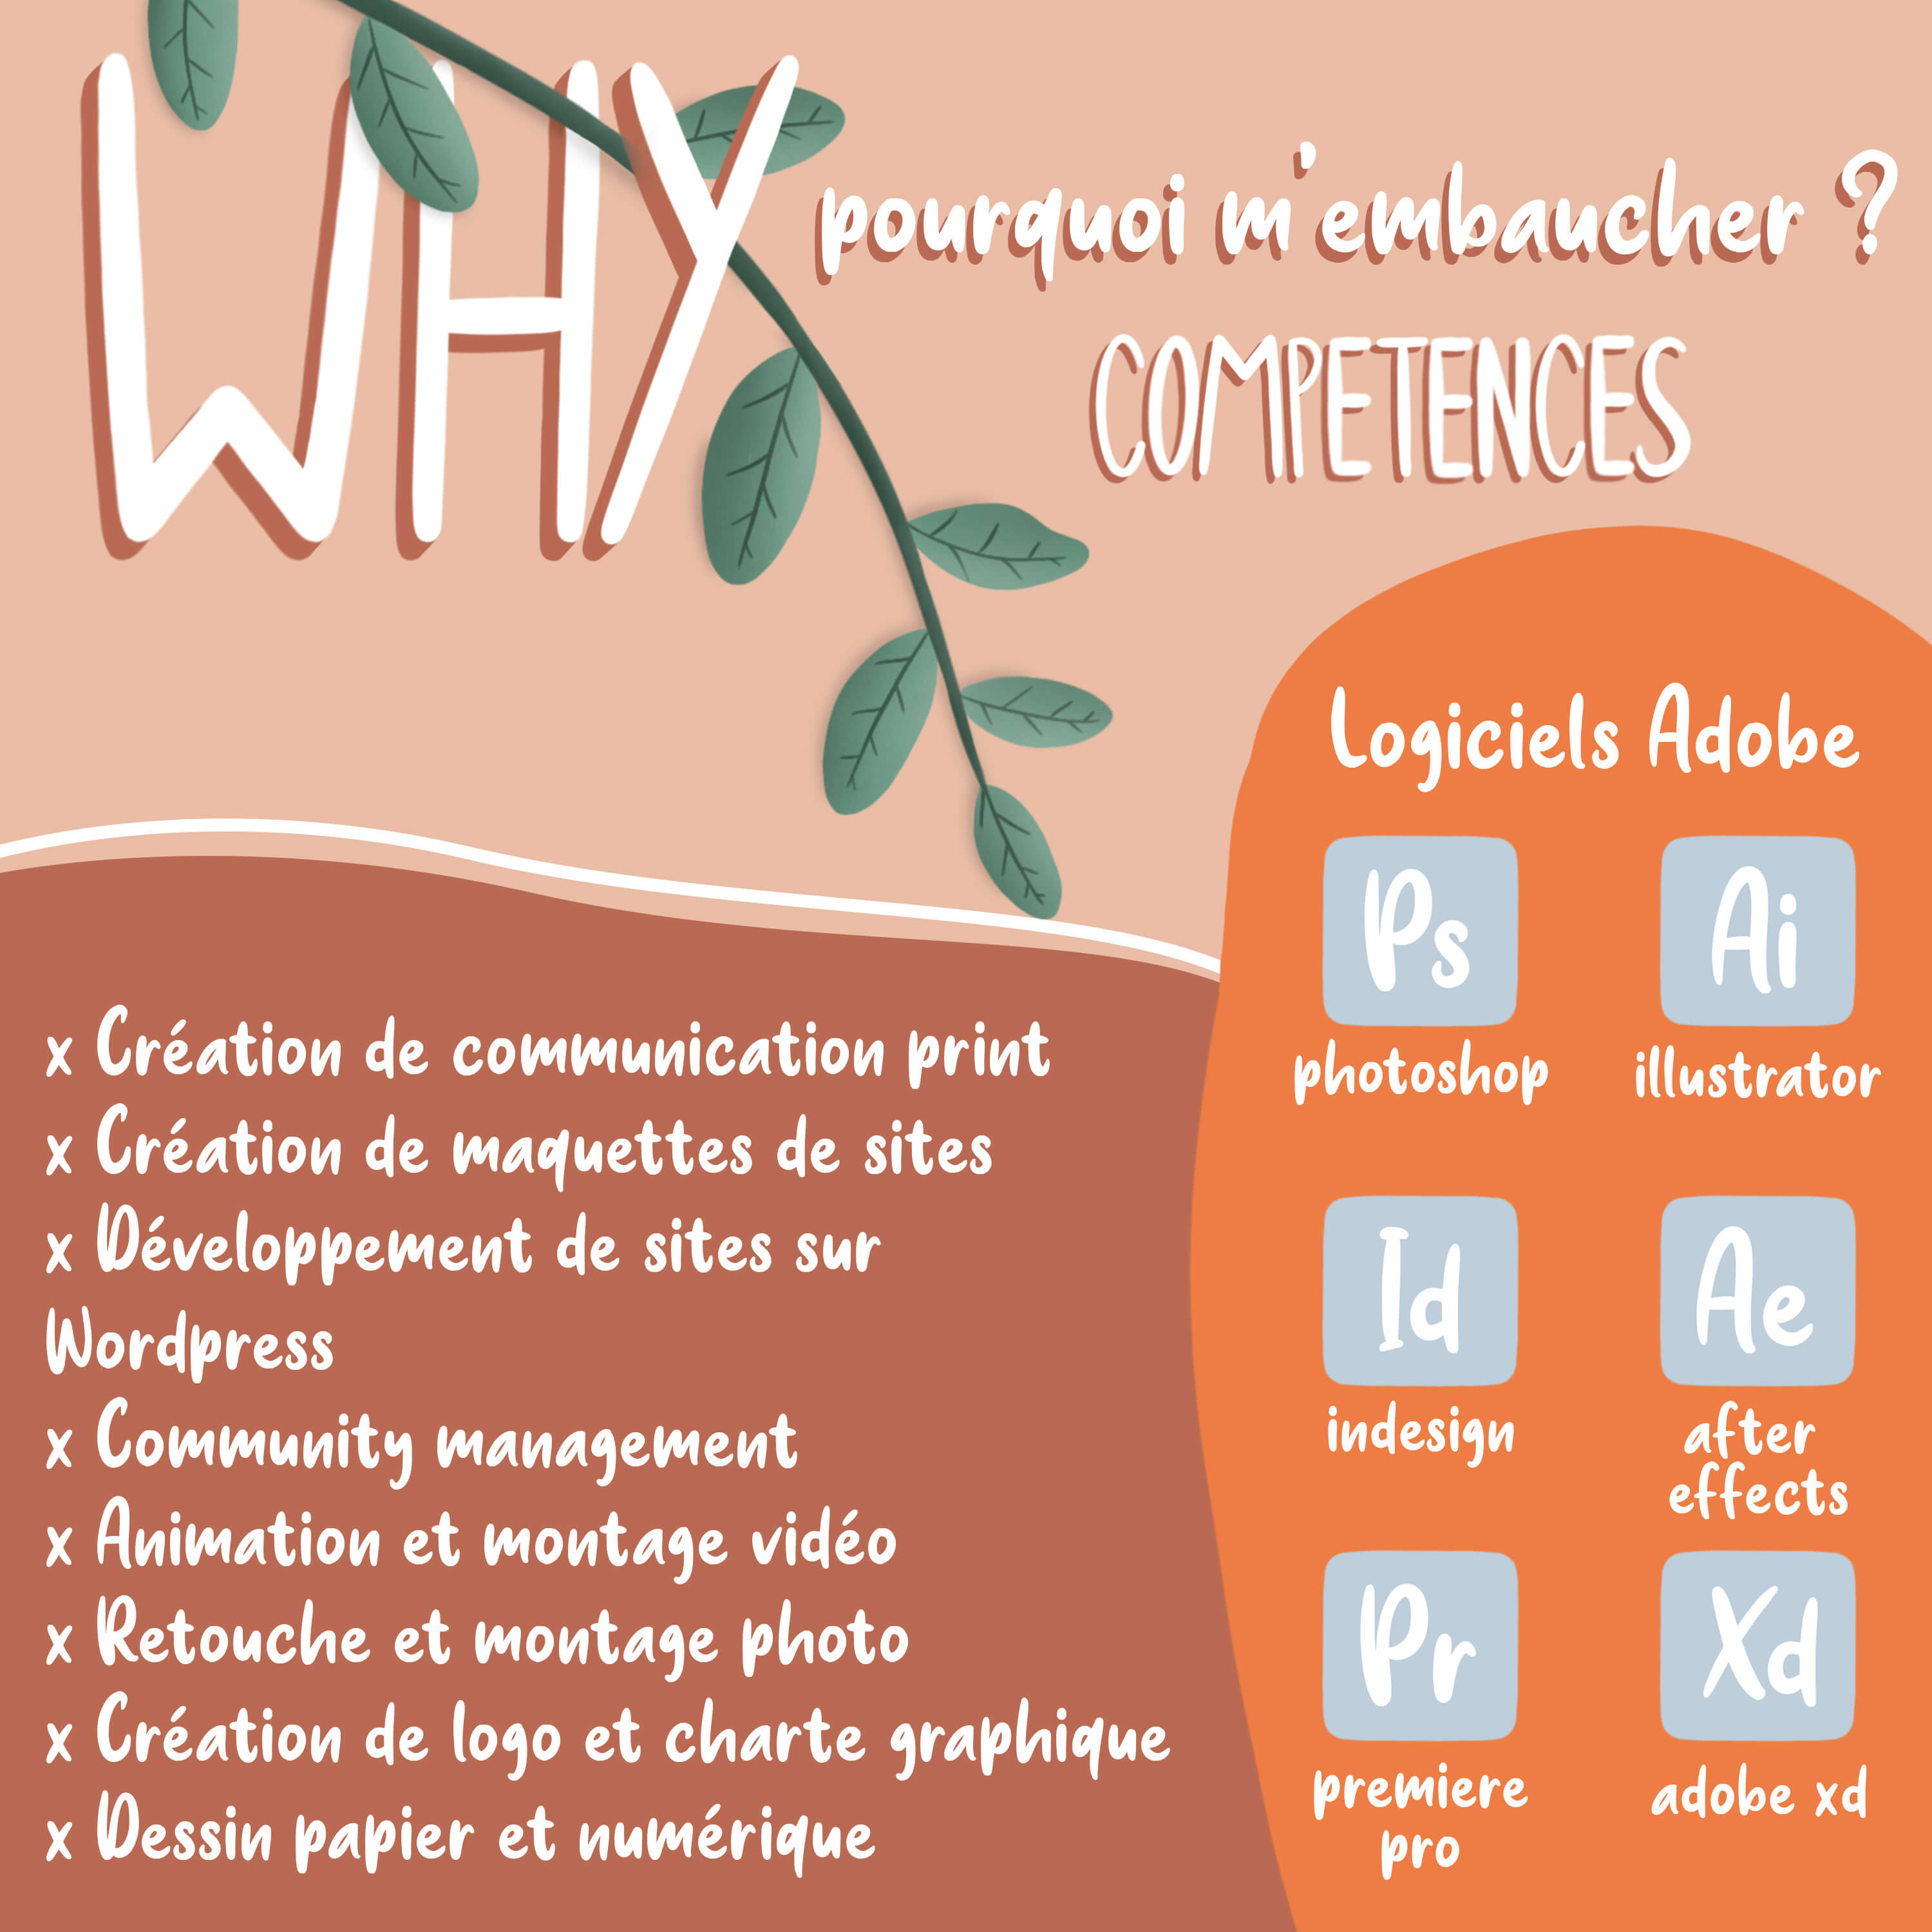 WHY
pourquoi m'embaucher ?
COMPETENCES
x Création de communication print
x Création de maquettes de sites
x Développement de sites sur
Wordpress
x Community management
x Animation et montage vidéo
x Retouche et montage photo
x Création de logo et charte graphique
x Dessin papier et numérique
Logiciels Adobe
Ps
Ai
photoshop
illustrator
Id
Ae
indesign
after
effects
Pr
Xd
premiere
pro
adobe xd